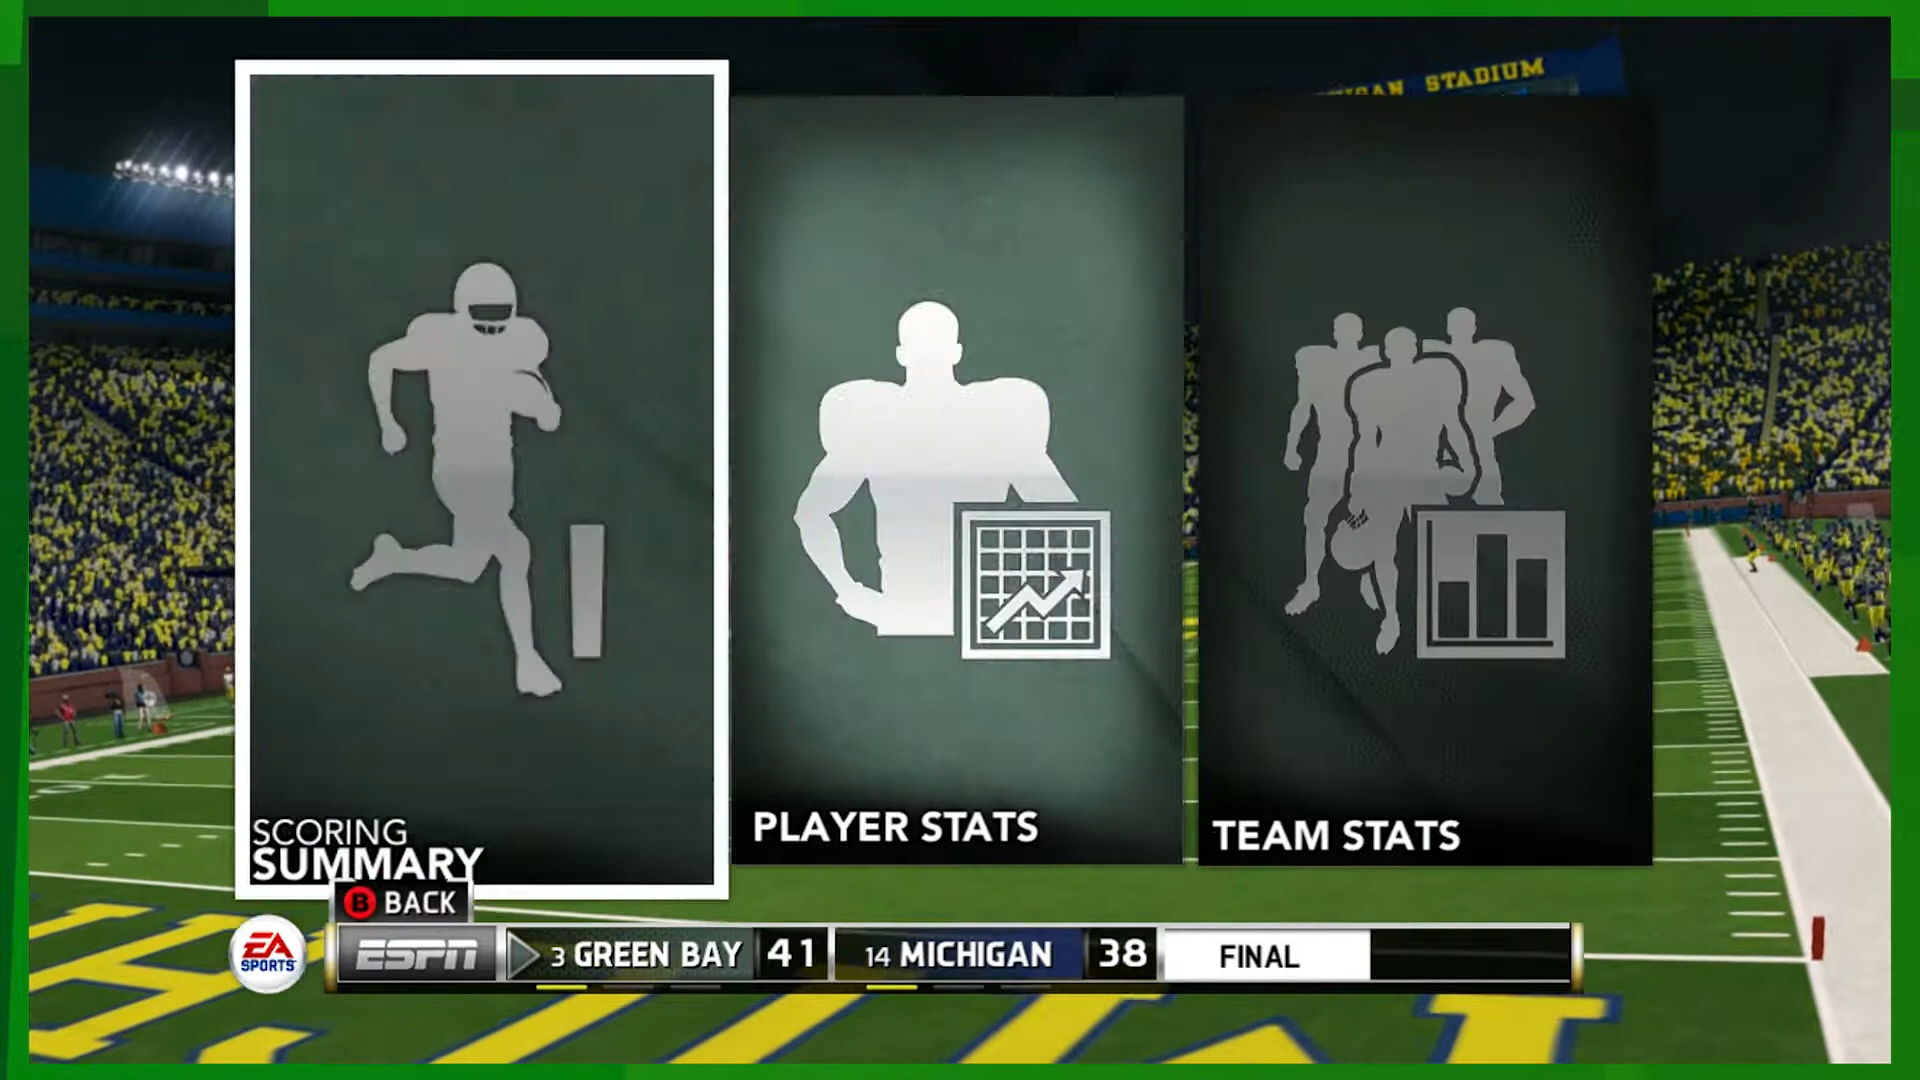 STADIUM
SCORING
SUMMARY
PLAYER STATS
TEAM STATS
B BACK
EA
SPORTS
ESPN 3 GREEN BAY 41 14 MICHIGAN 38 FINAL